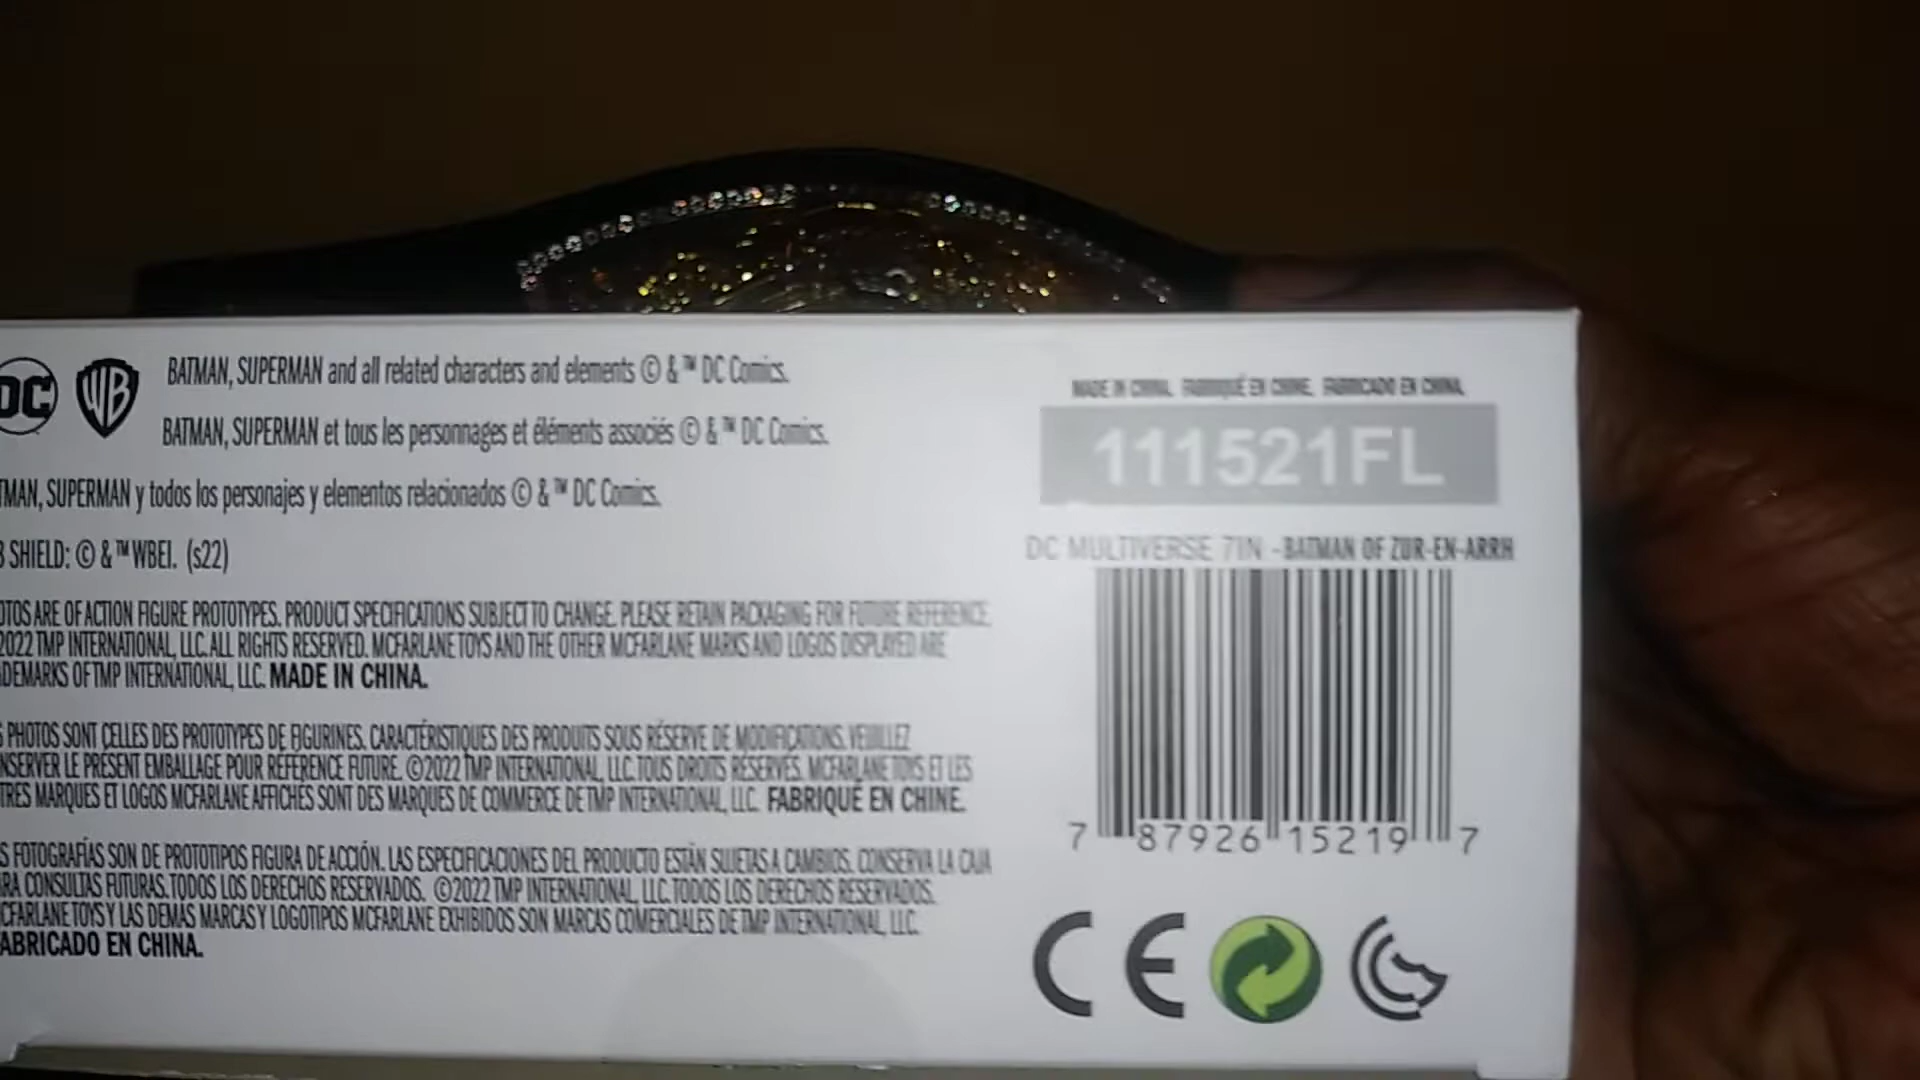 DC WB
BATMAN, SUPERMAN and all related characters and elements © & ™ DC Comics.
BATMAN, SUPERMAN et tous les personnages et éléments associés © & ™ DC Comics.
TMAN, SUPERMAN y todos los personajes y elementos relacionados © & ™ DC Comics.
B SHIELD: © & ™ WBEI. (s22)
OTOS ARE OF ACTION FIGURE PROTOTYPES. PRODUCT SPECIFICATIONS SUBJECT TO CHANGE. PLEASE RETAIN PACKAGING FOR FUTURE REFERENCE.
2022 TMP INTERNATIONAL, LLC. ALL RIGHTS RESERVED. MCFARLANE TOYS AND THE OTHER MCFARLANE MARKS AND LOGOS DISPLAYED ARE
DEMARKS OF TMP INTERNATIONAL, LLC. MADE IN CHINA.
S PHOTOS SONT CELLES DES PROTOTYPES DE FIGURINES. CARACTÉRISTIQUES DES PRODUITS SOUS RÉSERVE DE MODIFICATIONS. VEUILLEZ
NSERVER LE PRÉSENT EMBALLAGE POUR RÉFÉRENCE FUTURE. ©2022 TMP INTERNATIONAL, LLC. TOUS DROITS RÉSERVÉS. MCFARLANE TOYS ET LES
TRES MARQUES ET LOGOS MCFARLANE AFFICHÉS SONT DES MARQUES DE COMMERCE DE TMP INTERNATIONAL, LLC. FABRIQUÉ EN CHINE.
S FOTOGRAFÍAS SON DE PROTOTIPOS FIGURA DE ACCIÓN. LAS ESPECIFICACIONES DEL PRODUCTO ESTÁN SUJETAS A CAMBIOS. CONSERVA LA CAJA
RA CONSULTAS FUTURAS. TODOS LOS DERECHOS RESERVADOS. ©2022 TMP INTERNATIONAL, LLC. TODOS LOS DERECHOS RESERVADOS.
CFARLANE TOYS Y LAS DEMÁS MARCAS Y LOGOTIPOS MCFARLANE EXHIBIDOS SON MARCAS COMERCIALES DE TMP INTERNATIONAL, LLC.
ABRICADO EN CHINA.
MADE IN CHINA. FABRIQUÉ EN CHINE. FABRICADO EN CHINA.
111521FL
DC MULTIVERSE 7IN - BATMAN OF ZUR-EN-ARRH
7 87926 15219 7
CE